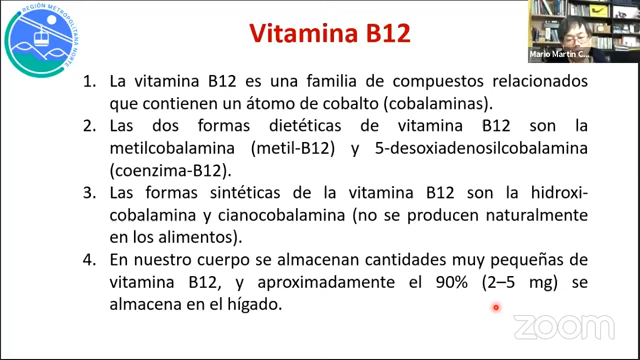 REGIÓN METROPOLITANA NORTE
Vitamina B12
Mario Martin C...
1. La vitamina B12 es una familia de compuestos relacionados
que contienen un átomo de cobalto (cobalaminas).
2. Las dos formas dietéticas de vitamina B12 son la
metilcobalamina (metil-B12) y 5-desoxiadenosilcobalamina
(coenzima-B12).
3. Las formas sintéticas de la vitamina B12 son la hidroxi-
cobalamina y cianocobalamina (no se producen naturalmente
en los alimentos).
4. En nuestro cuerpo se almacenan cantidades muy pequeñas de
vitamina B12, y aproximadamente el 90% (2–5 mg) se
almacena en el hígado.
zoom